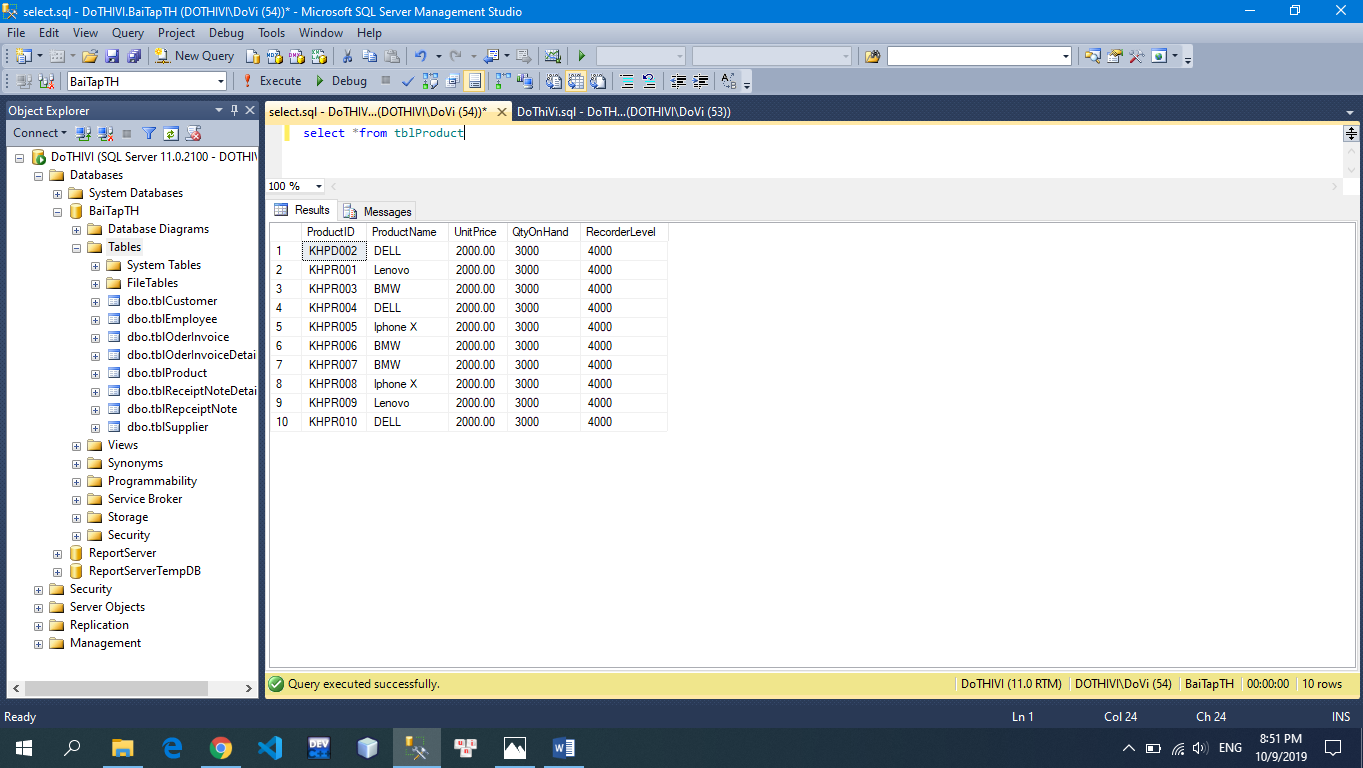 select.sql - DoTHIVI.BaiTapTH (DOTHIVI\DoVi (54))* - Microsoft SQL Server Management Studio
File Edit View Query Project Debug Tools Window Help
New Query
BaiTapTH Execute Debug
Object Explorer
Connect
DoTHIVI (SQL Server 11.0.2100 - DOTHIVI\
Databases
System Databases
BaiTapTH
Database Diagrams
Tables
System Tables
FileTables
dbo.tblCustomer
dbo.tblEmployee
dbo.tblOderInvoice
dbo.tblOderInvoiceDetai
dbo.tblProduct
dbo.tblReceiptNoteDetai
dbo.tblRepceiptNote
dbo.tblSupplier
Views
Synonyms
Programmability
Service Broker
Storage
Security
ReportServer
ReportServerTempDB
Security
Server Objects
Replication
Management
select.sql - DoTHIV...(DOTHIVI\DoVi (54))* DoThiVi.sql - DoTH...(DOTHIVI\DoVi (53))
select *from tblProduct
100 %
Results Messages
ProductID ProductName UnitPrice QtyOnHand RecorderLevel
1 KHPD002 DELL 2000.00 3000 4000
2 KHPR001 Lenovo 2000.00 3000 4000
3 KHPR003 BMW 2000.00 3000 4000
4 KHPR004 DELL 2000.00 3000 4000
5 KHPR005 Iphone X 2000.00 3000 4000
6 KHPR006 BMW 2000.00 3000 4000
7 KHPR007 BMW 2000.00 3000 4000
8 KHPR008 Iphone X 2000.00 3000 4000
9 KHPR009 Lenovo 2000.00 3000 4000
10 KHPR010 DELL 2000.00 3000 4000
Query executed successfully. DoTHIVI (11.0 RTM) DOTHIVI\DoVi (54) BaiTapTH 00:00:00 10 rows
Ready Ln 1 Col 24 Ch 24 INS
DEV
ENG
8:51 PM
10/9/2019